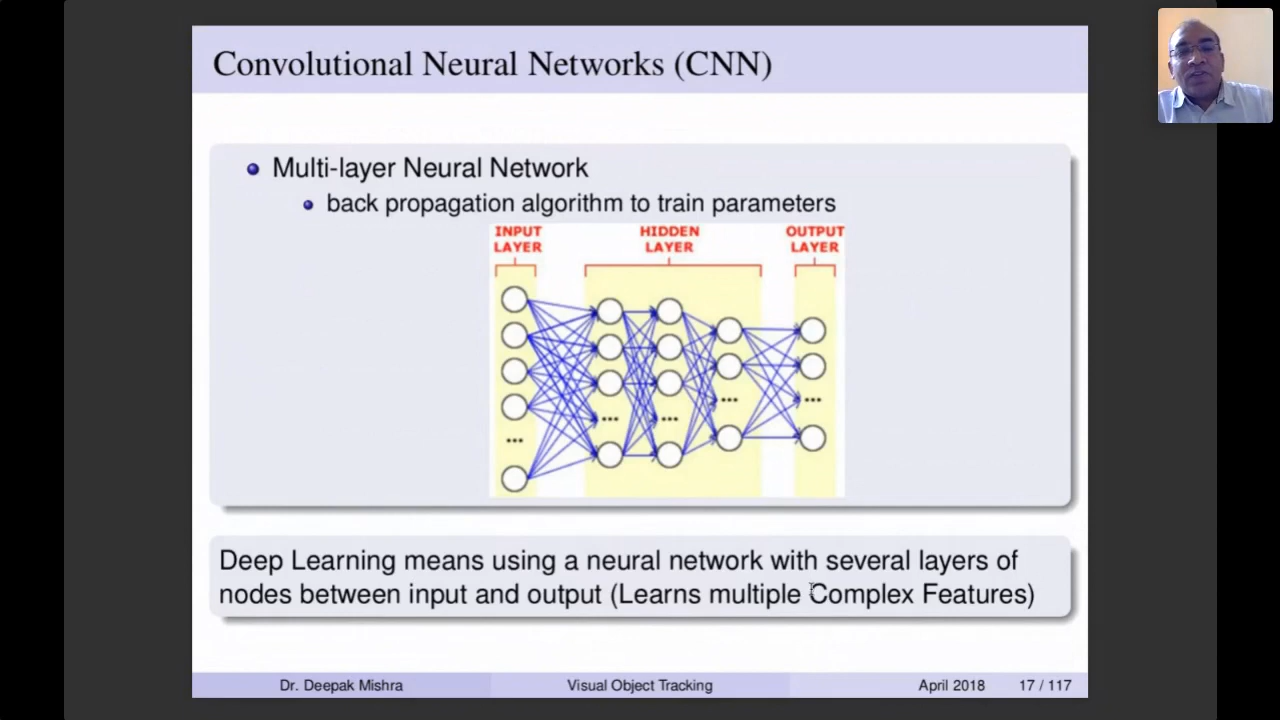 Convolutional Neural Networks (CNN)
Multi-layer Neural Network
back propagation algorithm to train parameters
INPUT LAYER
HIDDEN LAYER
OUTPUT LAYER
...
... ...
... ...
Deep Learning means using a neural network with several layers of
nodes between input and output (Learns multiple Complex Features)
Dr. Deepak Mishra
Visual Object Tracking
April 2018
17 / 117